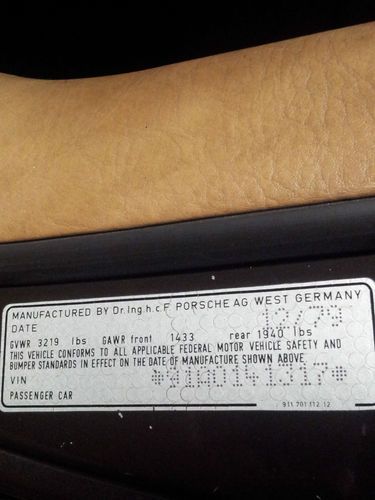 MANUFACTURED BY Dr.Ing.h.c.F. PORSCHE AG WEST GERMANY
DATE 12/79
GVWR 3219 lbs GAWR front 1433 rear 1940 lbs
THIS VEHICLE CONFORMS TO ALL APPLICABLE FEDERAL MOTOR VEHICLE SAFETY AND
BUMPER STANDARDS IN EFFECT ON THE DATE OF MANUFACTURE SHOWN ABOVE
VIN *91A0141317*
PASSENGER CAR
911 701 312 12